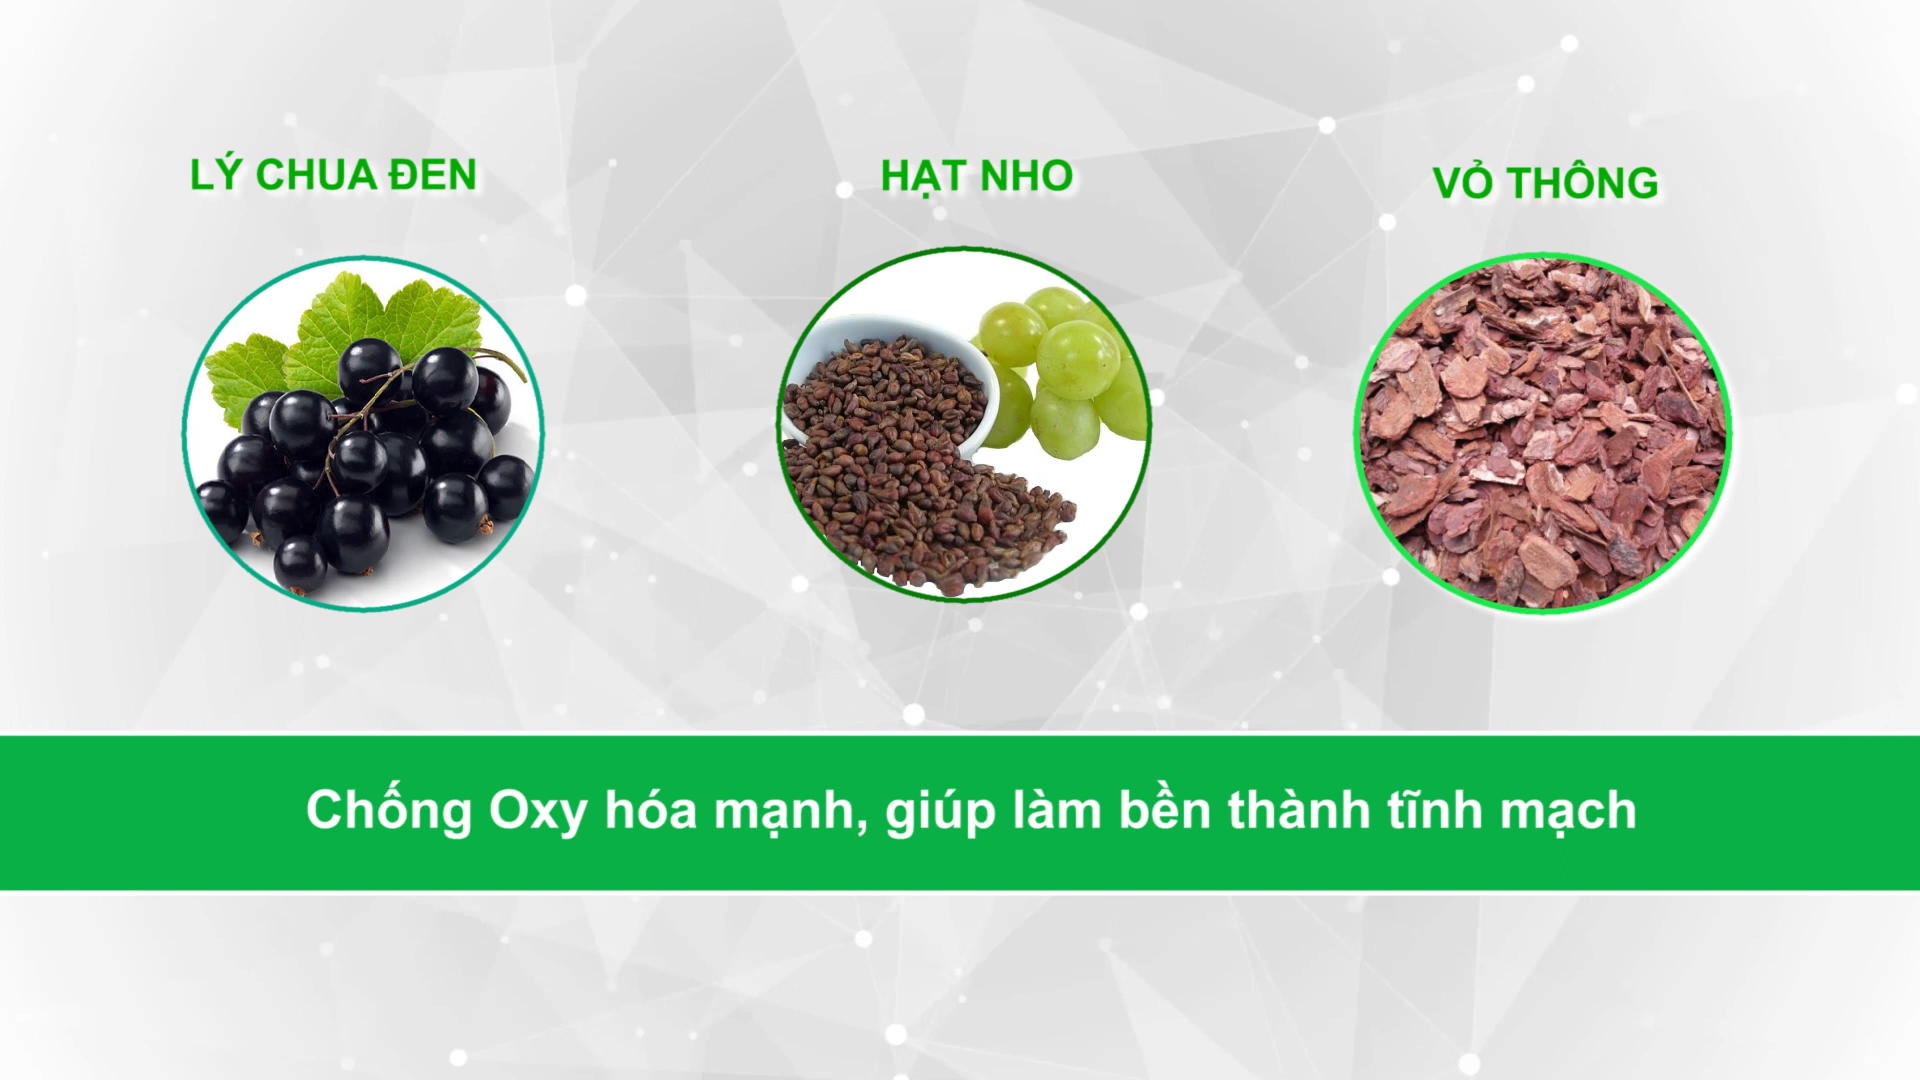 LÝ CHUA ĐEN
HẠT NHO
VỎ THÔNG
Chống Oxy hóa mạnh, giúp làm bền thành tĩnh mạch